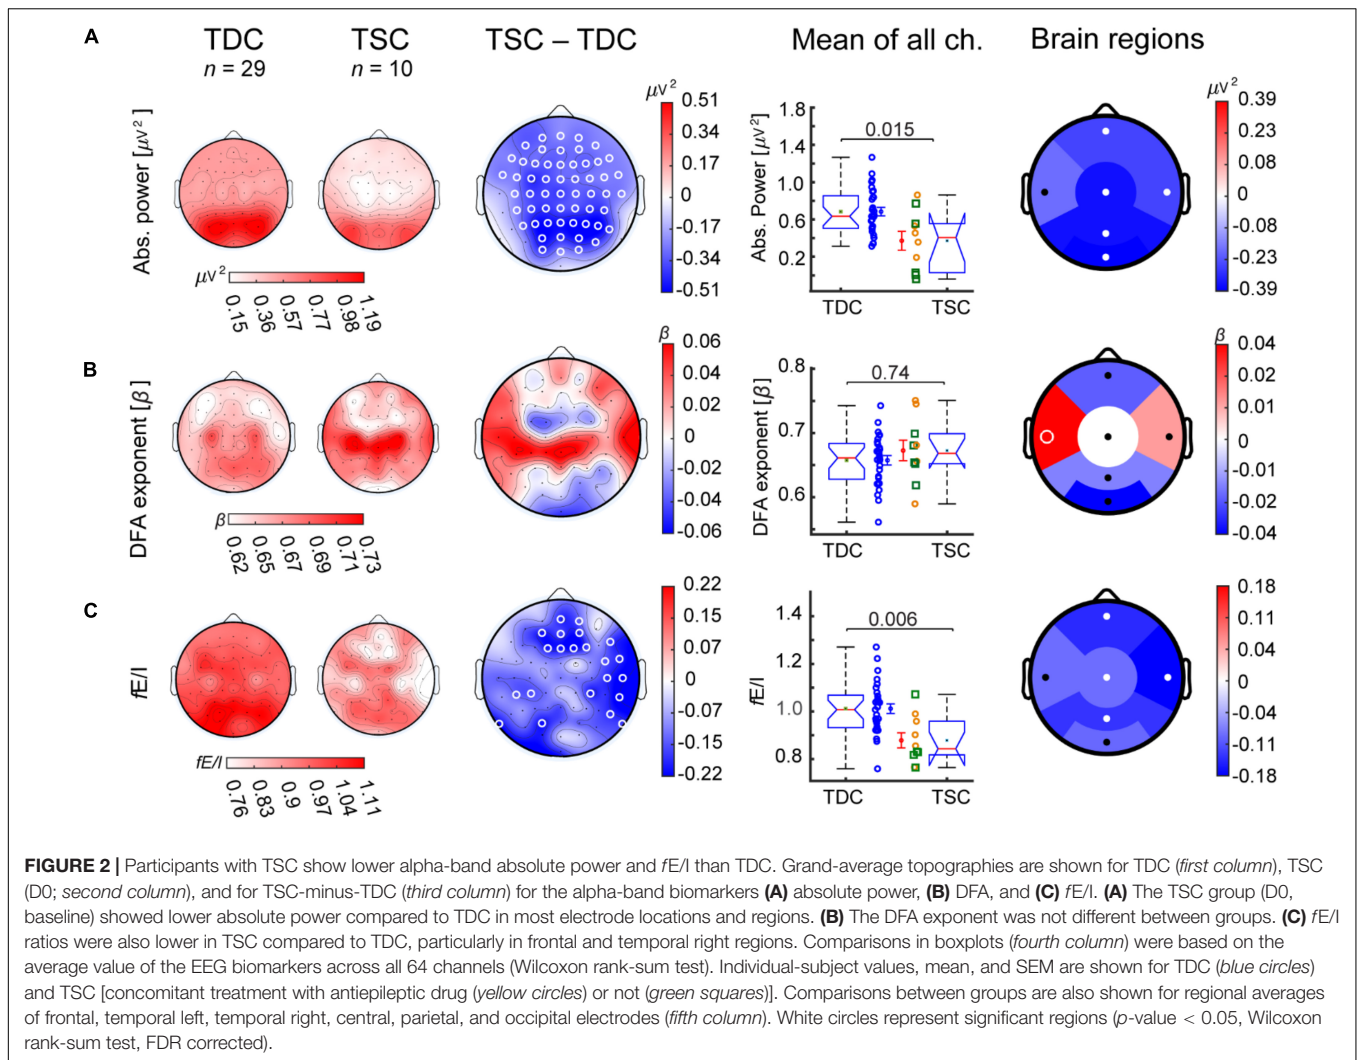 A
TDC
TSC
TSC – TDC
Mean of all ch.
Brain regions
n = 29
n = 10
Abs. power [μV²]
μV²
0.15
0.36
0.57
0.77
0.98
1.19
μV²
0.51
0.34
0.17
0
-0.17
-0.34
-0.51
Abs. Power [μV²]
1.8
1.4
1.0
0.6
0.2
0.015
TDC
TSC
μV²
0.39
0.23
0.08
0
-0.08
-0.23
-0.39
B
DFA exponent [β]
β
0.62
0.65
0.67
0.69
0.71
0.73
β
0.06
0.04
0.02
0
-0.02
-0.04
-0.06
DFA exponent [β]
0.8
0.7
0.6
0.74
TDC
TSC
β
0.04
0.02
0.01
0
-0.01
-0.02
-0.04
C
fE/I
fE/I
0.76
0.83
0.9
0.97
1.04
1.11
0.22
0.15
0.07
0
-0.07
-0.15
-0.22
fE/I
1.4
1.2
1.0
0.8
0.006
TDC
TSC
0.18
0.11
0.04
0
-0.04
-0.11
-0.18
FIGURE 2 | Participants with TSC show lower alpha-band absolute power and fE/I than TDC. Grand-average topographies are shown for TDC (first column), TSC
(D0; second column), and for TSC-minus-TDC (third column) for the alpha-band biomarkers (A) absolute power, (B) DFA, and (C) fE/I. (A) The TSC group (D0,
baseline) showed lower absolute power compared to TDC in most electrode locations and regions. (B) The DFA exponent was not different between groups. (C) fE/I
ratios were also lower in TSC compared to TDC, particularly in frontal and temporal right regions. Comparisons in boxplots (fourth column) were based on the
average value of the EEG biomarkers across all 64 channels (Wilcoxon rank-sum test). Individual-subject values, mean, and SEM are shown for TDC (blue circles)
and TSC [concomitant treatment with antiepileptic drug (yellow circles) or not (green squares)]. Comparisons between groups are also shown for regional averages
of frontal, temporal left, temporal right, central, parietal, and occipital electrodes (fifth column). White circles represent significant regions (p-value < 0.05, Wilcoxon
rank-sum test, FDR corrected).